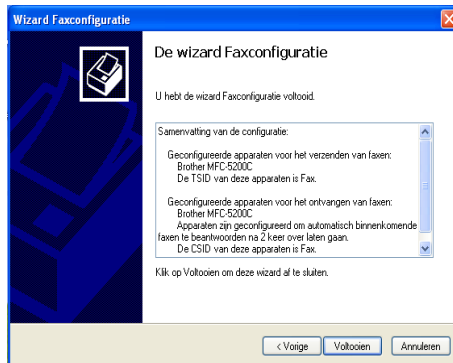 Wizard Faxconfiguratie
De wizard Faxconfiguratie
U hebt de wizard Faxconfiguratie voltooid.
Samenvatting van de configuratie:
Geconfigureerde apparaten voor het verzenden van faxen:
Brother MFC-5200C
De TSID van deze apparaten is Fax.
Geconfigureerde apparaten voor het ontvangen van faxen:
Brother MFC-5200C
Apparaten zijn geconfigureerd om automatisch binnenkomende
faxen te beantwoorden na 2 keer over laten gaan.
De CSID van deze apparaten is Fax.
Klik op Voltooien om deze wizard af te sluiten.
< Vorige Voltooien Annuleren